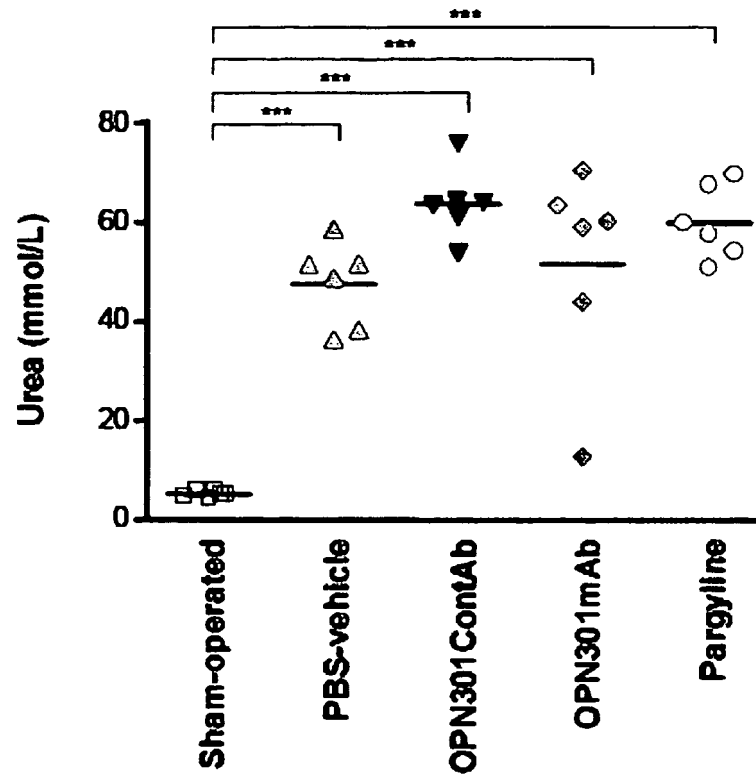 ***
***
***
***
80
60
40
20
0
Urea (mmol/L)
Sham-operated
PBS-vehicle
OPN301ContAb
OPN301mAb
Pargyline